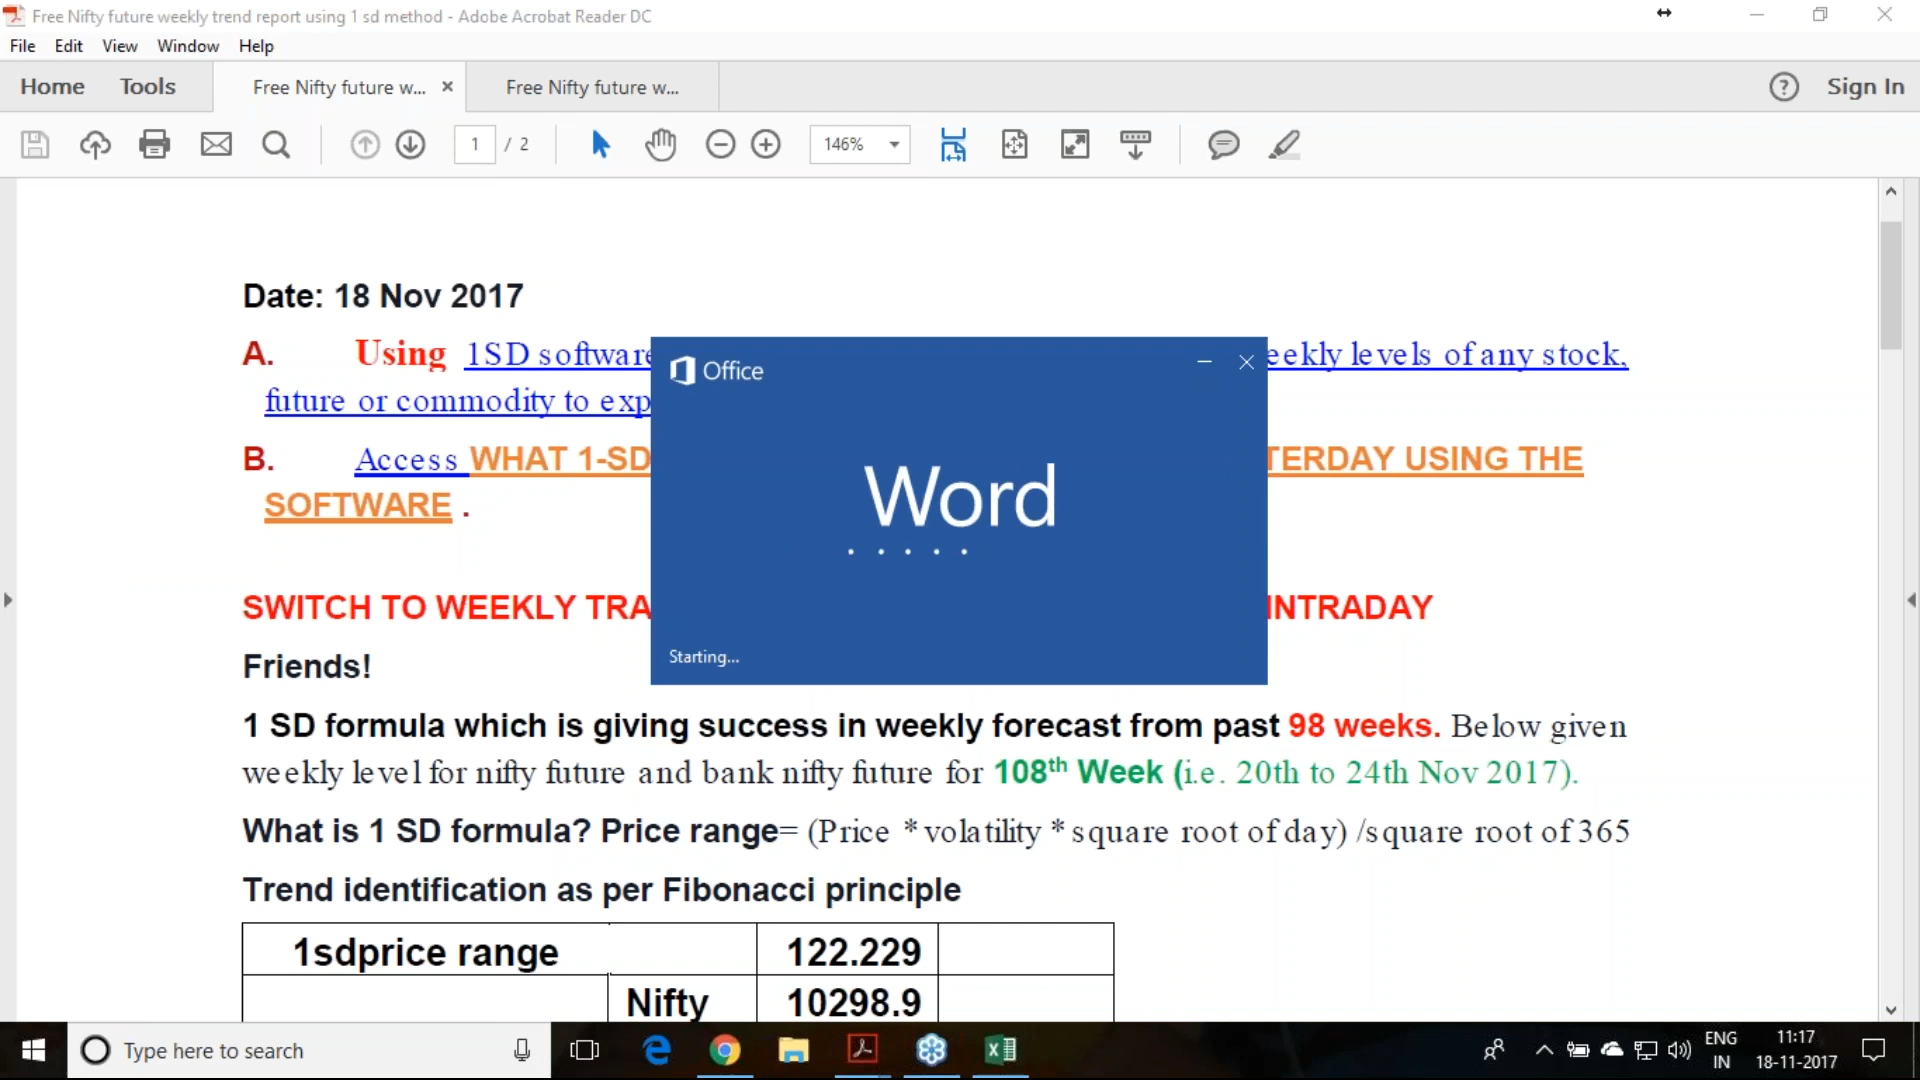 Free Nifty future weekly trend report using 1 sd method - Adobe Acrobat Reader DC
File Edit View Window Help
Home Tools Free Nifty future w... × Free Nifty future w... ? Sign In
1 / 2 146%
Date: 18 Nov 2017
A. Using 1SD software eekly levels of any stock,
future or commodity to exp
B. Access WHAT 1-SD TERDAY USING THE
SOFTWARE .
Office
Word
Starting...
SWITCH TO WEEKLY TRA INTRADAY
Friends!
1 SD formula which is giving success in weekly forecast from past 98 weeks. Below given
weekly level for nifty future and bank nifty future for 108th Week (i.e. 20th to 24th Nov 2017).
What is 1 SD formula? Price range= (Price *volatility *square root of day) /square root of 365
Trend identification as per Fibonacci principle
1sdprice range 122.229
Nifty 10298.9
Type here to search ENG 11:17
IN 18-11-2017